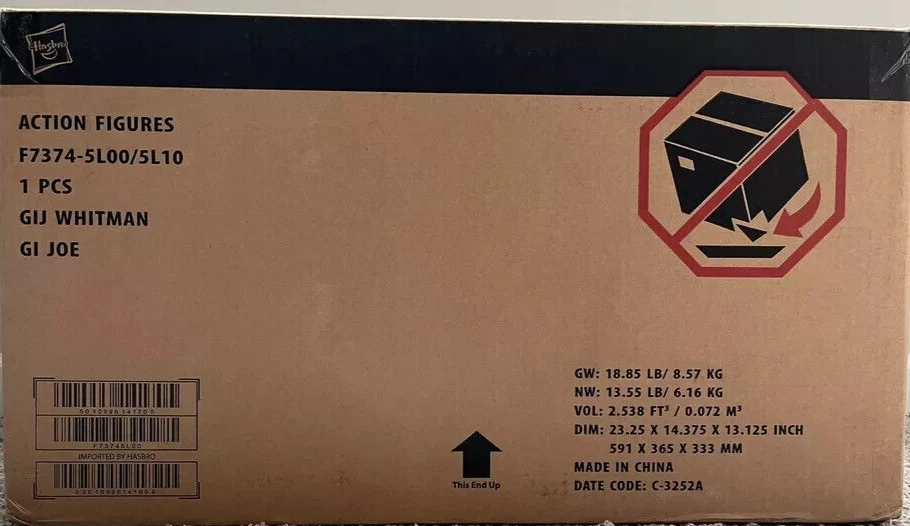 Hasbro
ACTION FIGURES
F7374-5L00/5L10
1 PCS
GIJ WHITMAN
GI JOE
F73745L00
IMPORTED BY HASBRO
This End Up
GW: 18.85 LB/ 8.57 KG
NW: 13.55 LB/ 6.16 KG
VOL: 2.538 FT³ / 0.072 M³
DIM: 23.25 X 14.375 X 13.125 INCH
591 X 365 X 333 MM
MADE IN CHINA
DATE CODE: C-3252A